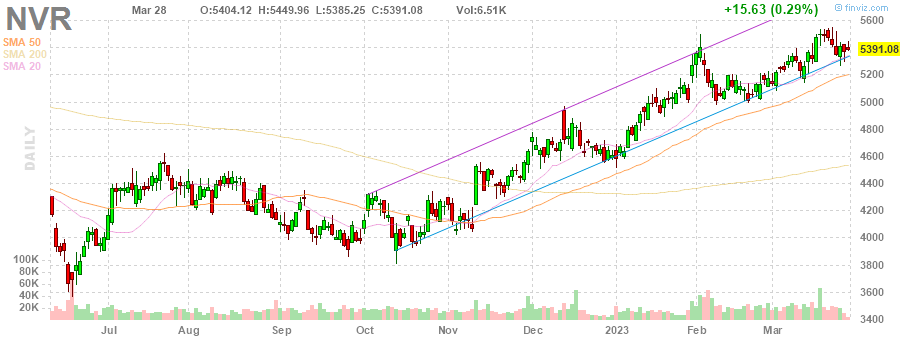 NVR Mar 28 O:5404.12 H:5449.96 L:5385.25 C:5391.08 Vol:6.51K +15.63 (0.29%) © finviz.com
SMA 50
SMA 200
SMA 20
DAILY
5600
5391.08
5200
5000
4800
4600
4400
4200
4000
3800
3600
3400
100K
80K
60K
40K
20K
Jul Aug Sep Oct Nov Dec 2023 Feb Mar